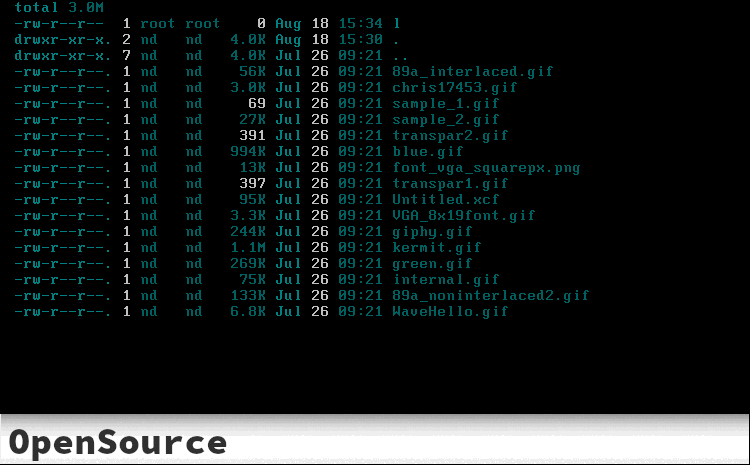 total 3.0M
-rw-r--r-- 1 root root 0 Aug 18 15:34 l
drwxr-xr-x. 2 nd nd 4.0K Aug 18 15:30 .
drwxr-xr-x. 7 nd nd 4.0K Jul 26 09:21 ..
-rw-r--r--. 1 nd nd 56K Jul 26 09:21 89a_interlaced.gif
-rw-r--r--. 1 nd nd 3.0K Jul 26 09:21 chris17453.gif
-rw-r--r--. 1 nd nd 69 Jul 26 09:21 sample_1.gif
-rw-r--r--. 1 nd nd 27K Jul 26 09:21 sample_2.gif
-rw-r--r--. 1 nd nd 391 Jul 26 09:21 transpar2.gif
-rw-r--r--. 1 nd nd 994K Jul 26 09:21 blue.gif
-rw-r--r--. 1 nd nd 13K Jul 26 09:21 font_vga_squarepx.png
-rw-r--r--. 1 nd nd 397 Jul 26 09:21 transpar1.gif
-rw-r--r--. 1 nd nd 95K Jul 26 09:21 Untitled.xcf
-rw-r--r--. 1 nd nd 3.3K Jul 26 09:21 VGA_8x19font.gif
-rw-r--r--. 1 nd nd 244K Jul 26 09:21 giphy.gif
-rw-r--r--. 1 nd nd 1.1M Jul 26 09:21 kermit.gif
-rw-r--r--. 1 nd nd 269K Jul 26 09:21 green.gif
-rw-r--r--. 1 nd nd 75K Jul 26 09:21 internal.gif
-rw-r--r--. 1 nd nd 133K Jul 26 09:21 89a_noninterlaced2.gif
-rw-r--r--. 1 nd nd 6.8K Jul 26 09:21 WaveHello.gif
OpenSource